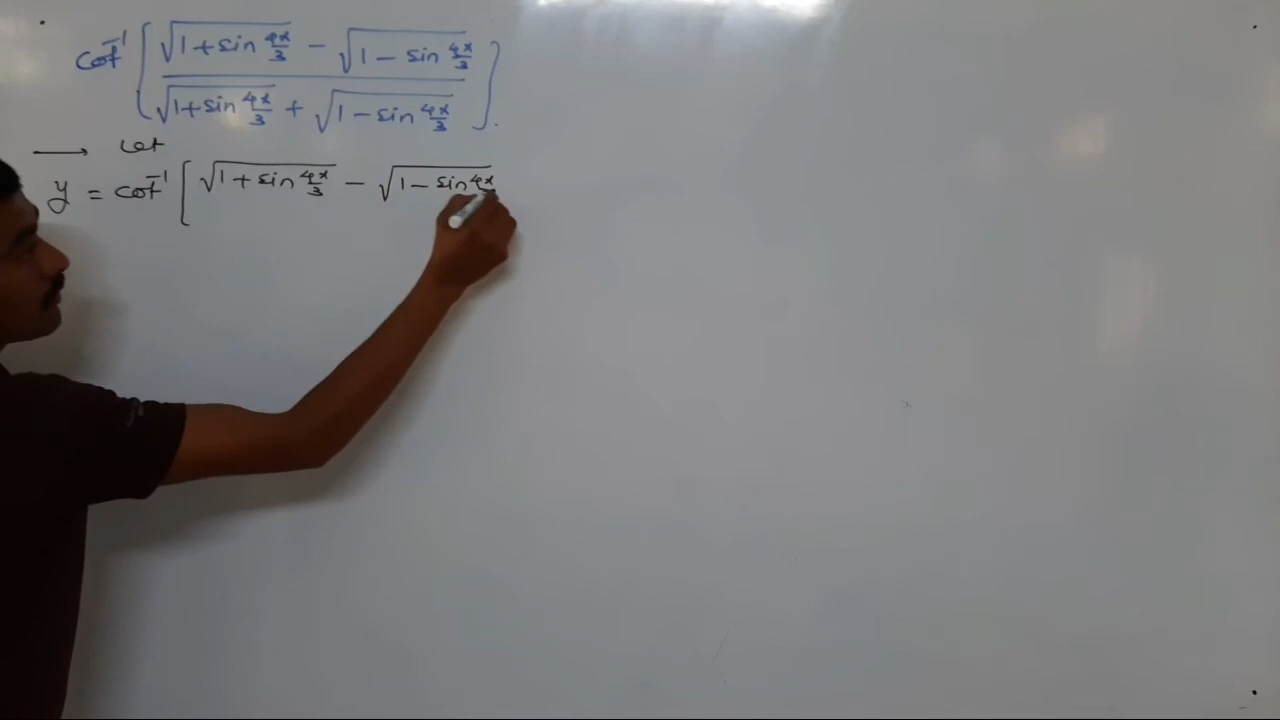 cot⁻¹ [ (√(1+sin 4x/3) − √(1−sin 4x/3)) / (√(1+sin 4x/3) + √(1−sin 4x/3)) ].
⟶ Let
y = cot⁻¹ [ √(1+sin 4x/3) − √(1−sin 4x